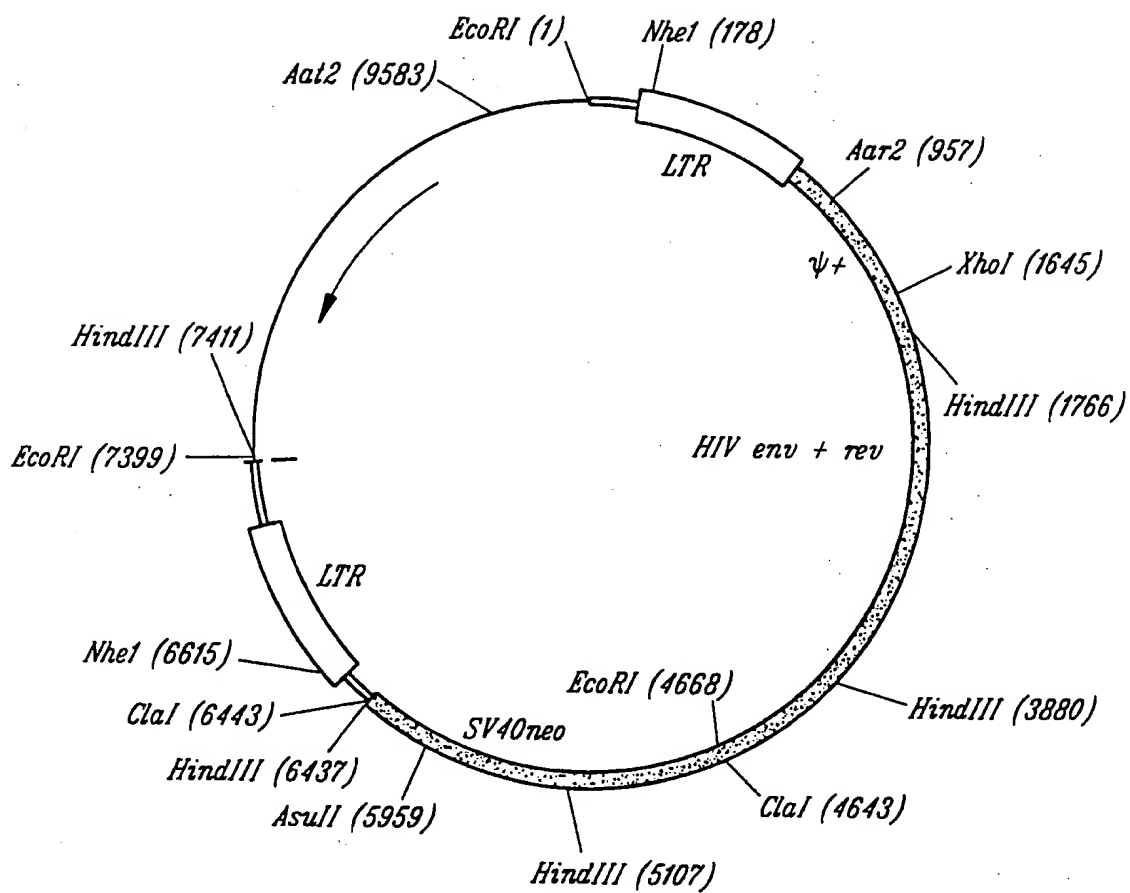 EcoRI (1)
Nhe1 (178)
Aat2 (9583)
LTR
Aar2 (957)
ψ+
XhoI (1645)
HindIII (7411)
HindIII (1766)
EcoRI (7399)
HIV env + rev
LTR
Nhe1 (6615)
EcoRI (4668)
HindIII (3880)
ClaI (6443)
SV40neo
HindIII (6437)
ClaI (4643)
AsuII (5959)
HindIII (5107)